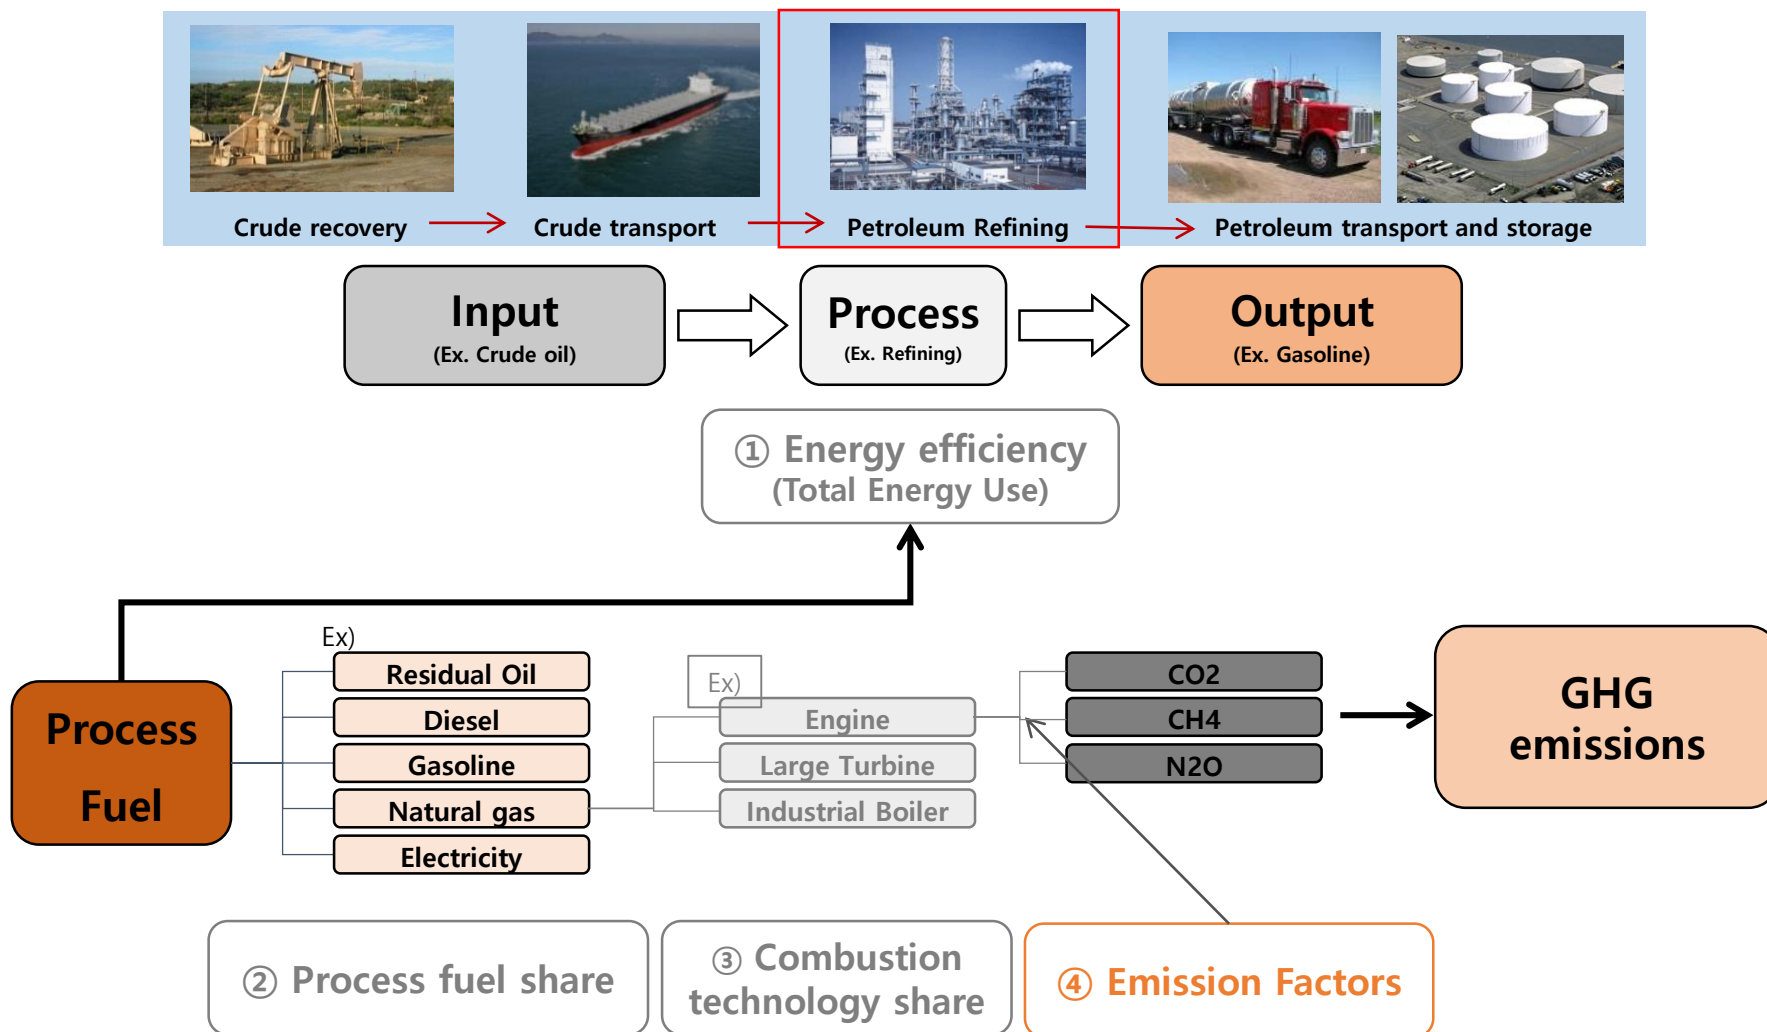 Crude recovery
Crude transport
Petroleum Refining
Petroleum transport and storage
Input
(Ex. Crude oil)
Process
(Ex. Refining)
Output
(Ex. Gasoline)
① Energy efficiency
(Total Energy Use)
Ex)
Process
Fuel
Residual Oil
Diesel
Gasoline
Natural gas
Electricity
Ex)
Engine
Large Turbine
Industrial Boiler
CO2
CH4
N2O
GHG
emissions
② Process fuel share
③ Combustion
technology share
④ Emission Factors